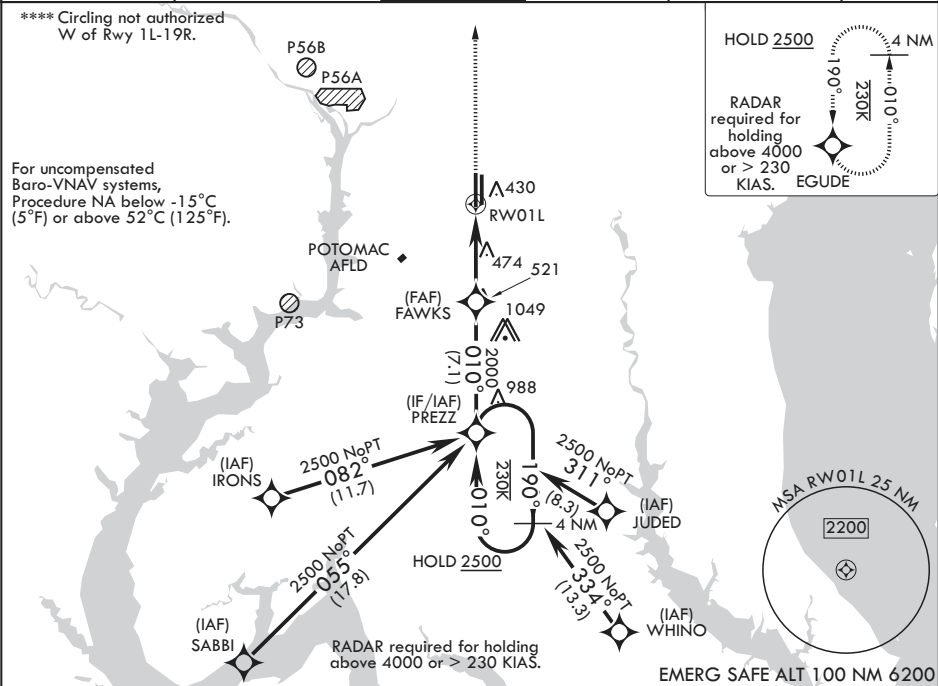 **** Circling not authorized
W of Rwy 1L-19R.
P56B
P56A
HOLD 2500
4 NM
190°
230K
010°
RADAR
required for
holding
above 4000
or > 230
KIAS.
EGUDE
For uncompensated
Baro-VNAV systems,
Procedure NA below -15°C
(5°F) or above 52°C (125°F).
430
RW01L
POTOMAC
AFLD
474
521
(FAF)
FAWKS
P73
1049
2000
010°
(7.1)
988
(IF/IAF)
PREZZ
2500 NoPT
082°
(11.7)
(IAF)
IRONS
2500 NoPT
311°
(8.3)
(IAF)
JUDED
230K
190°
010°
4 NM
HOLD 2500
2500 NoPT
055°
(17.8)
(IAF)
SABBI
2500 NoPT
334°
(13.3)
(IAF)
WHINO
RADAR required for holding
above 4000 or > 230 KIAS.
MSA RW01L 25 NM
2200
EMERG SAFE ALT 100 NM 6200